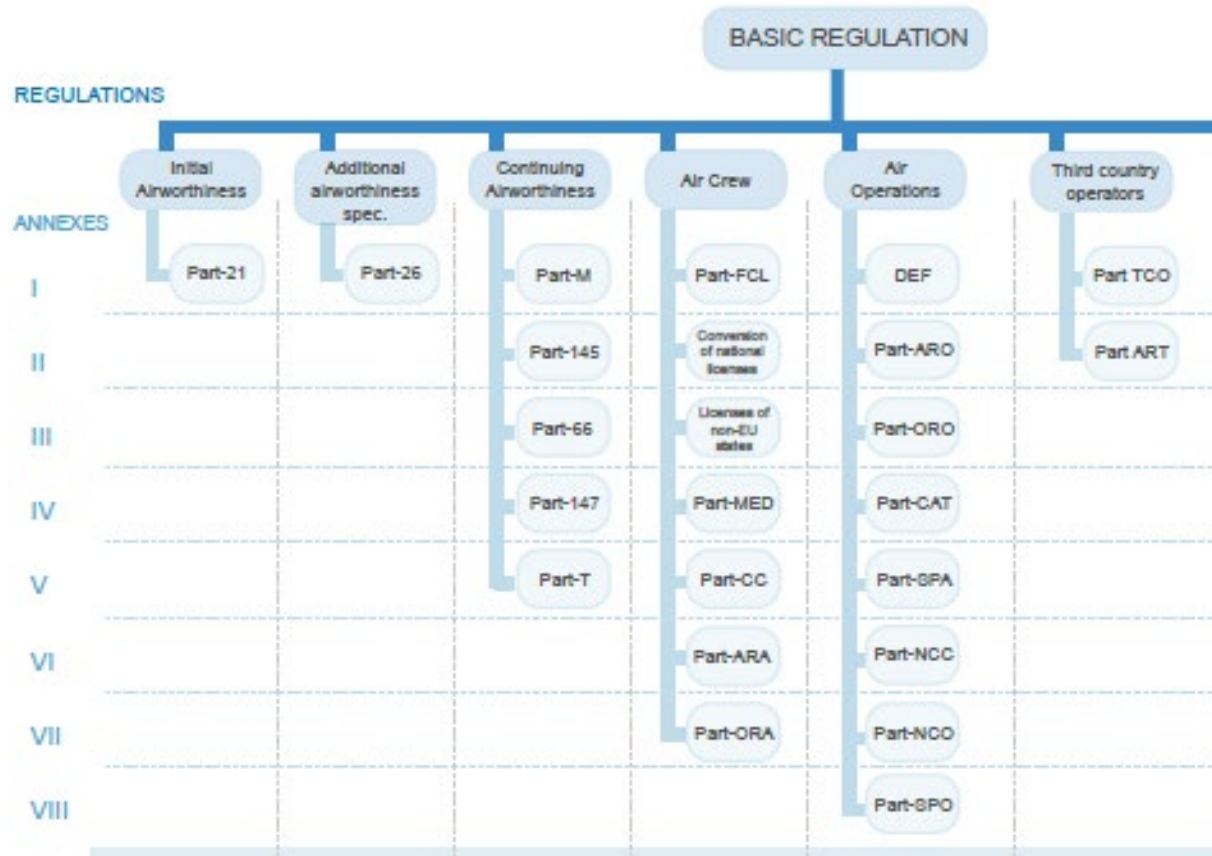 BASIC REGULATION
REGULATIONS
Initial
Airworthiness
Additional
airworthiness
spec.
Continuing
Airworthiness
Air Crew
Air
Operations
Third country
operators
ANNEXES
I
Part-21
Part-26
Part-M
Part-FCL
DEF
Part TCO
II
Part-145
Conversion
of national
licenses
Part-ARO
Part ART
III
Part-66
Licenses of
non-EU
states
Part-ORO
IV
Part-147
Part-MED
Part-CAT
V
Part-T
Part-CC
Part-SPA
VI
Part-ARA
Part-NCC
VII
Part-ORA
Part-NCO
VIII
Part-SPO